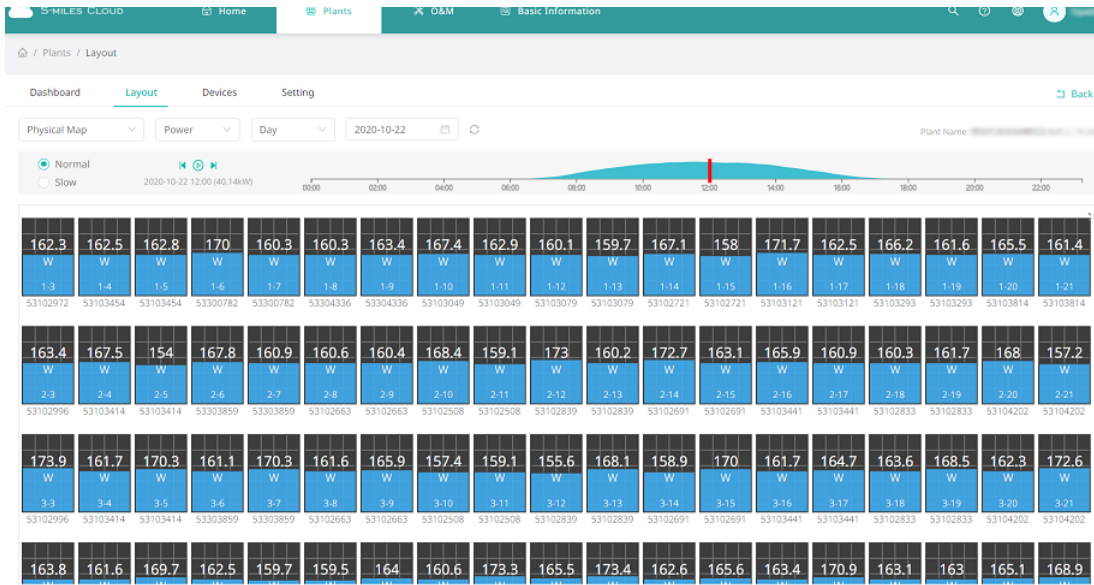 S-MILES CLOUD Home Plants O&M Basic Information
/ Plants / Layout
Dashboard Layout Devices Setting Back
Physical Map Power Day 2020-10-22 Plant Name:
Normal
Slow 2020-10-22 12:00 (40.14kW)
00:00 02:00 04:00 06:00 08:00 10:00 12:00 14:00 16:00 18:00 20:00 22:00
162.3 162.5 162.8 170 160.3 160.3 163.4 167.4 162.9 160.1 159.7 167.1 158 171.7 162.5 166.2 161.6 165.5 161.4
W W W W W W W W W W W W W W W W W W W
1-3 1-4 1-5 1-6 1-7 1-8 1-9 1-10 1-11 1-12 1-13 1-14 1-15 1-16 1-17 1-18 1-19 1-20 1-21
53102972 53103454 53103454 53300782 53300782 53304336 53304336 53103049 53103049 53103079 53103079 53102721 53102721 53103121 53103121 53103293 53103293 53103814 53103814
163.4 167.5 154 167.8 160.9 160.6 160.4 168.4 159.1 173 160.2 172.7 163.1 165.9 160.9 160.3 161.7 168 157.2
W W W W W W W W W W W W W W W W W W W
2-3 2-4 2-5 2-6 2-7 2-8 2-9 2-10 2-11 2-12 2-13 2-14 2-15 2-16 2-17 2-18 2-19 2-20 2-21
53102996 53103414 53103414 53303859 53303859 53102663 53102663 53102508 53102508 53102839 53102839 53102691 53102691 53103441 53103441 53102833 53102833 53104202 53104202
173.9 161.7 170.3 161.1 170.3 161.6 165.9 157.4 159.1 155.6 168.1 158.9 170 161.7 164.7 163.6 168.5 162.3 172.6
W W W W W W W W W W W W W W W W W W W
3-3 3-4 3-5 3-6 3-7 3-8 3-9 3-10 3-11 3-12 3-13 3-14 3-15 3-16 3-17 3-18 3-19 3-20 3-21
53102996 53103414 53103414 53303859 53303859 53102663 53102663 53102508 53102508 53102839 53102839 53102691 53102691 53103441 53103441 53102833 53102833 53104202 53104202
163.8 161.6 169.7 162.5 159.7 159.5 164 160.6 173.3 165.5 173.4 162.6 165.6 163.4 170.9 163.1 163 165.1 168.9